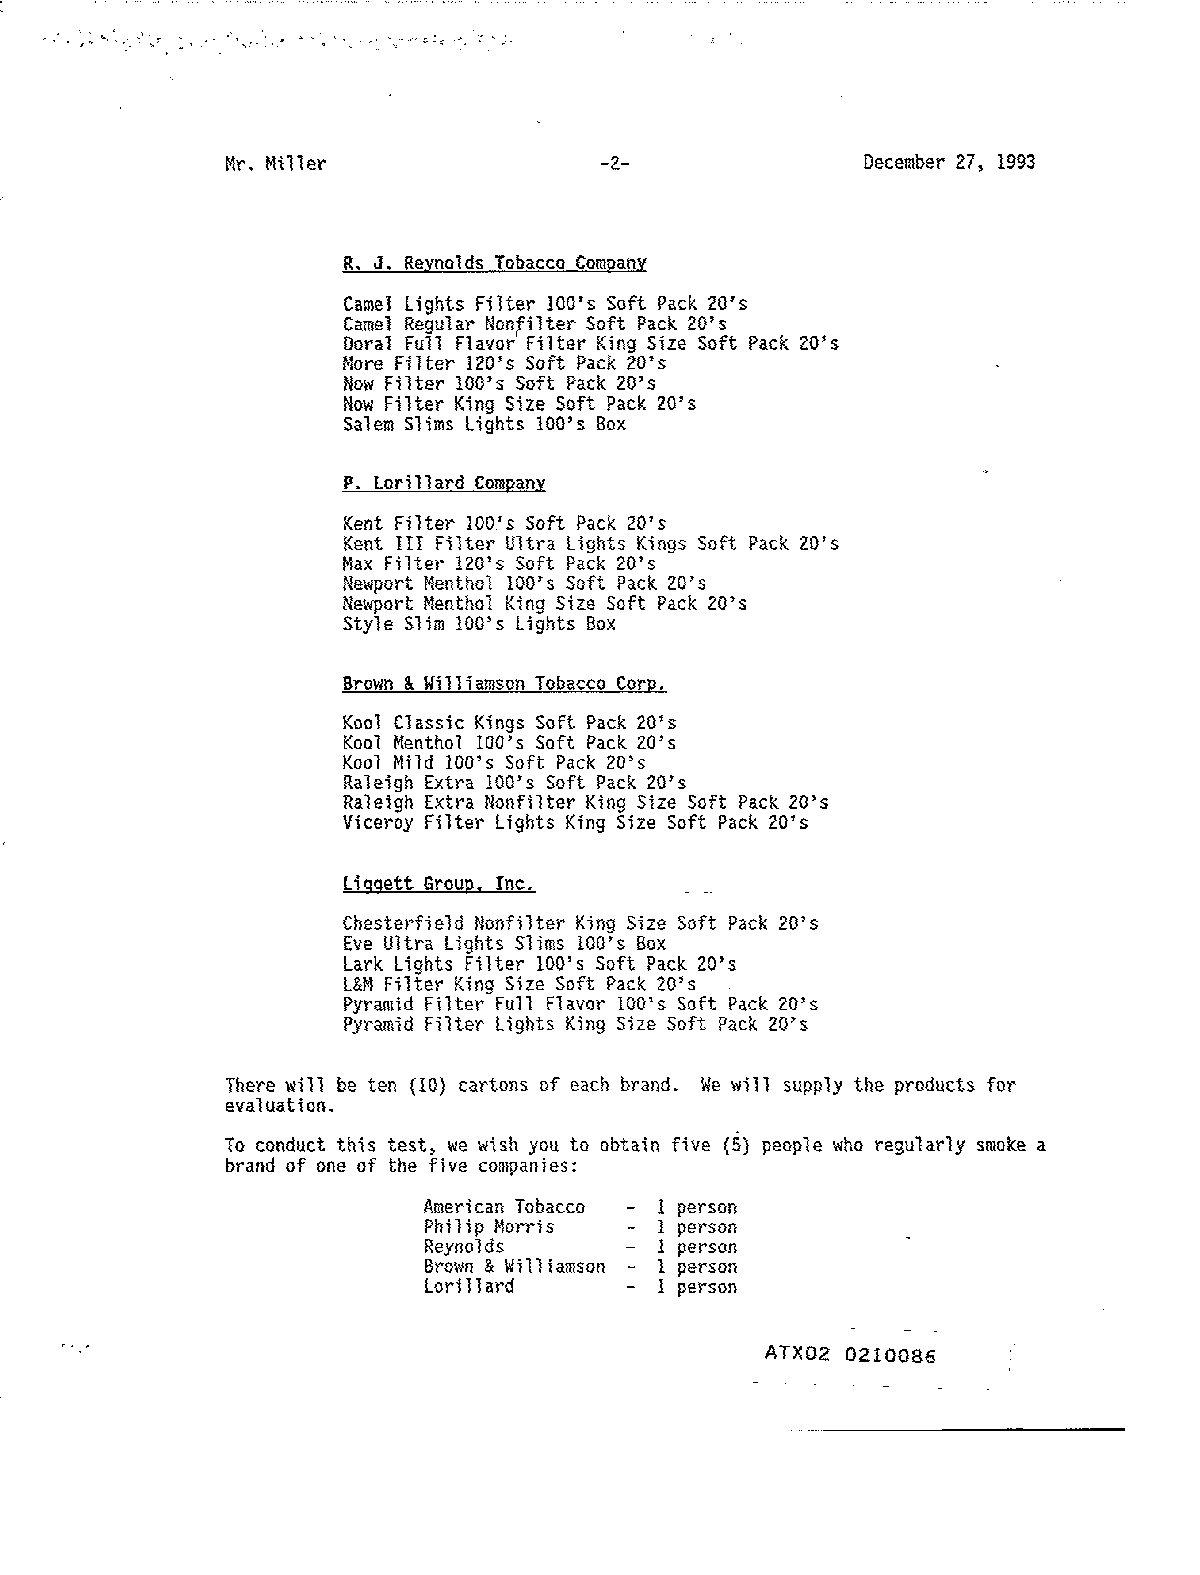 Mr. Miller -2- December 27, 1993
R. J. Reynolds Tobacco Company
Camel Lights Filter 100's Soft Pack 20's
Camel Regular Nonfilter Soft Pack 20's
Doral Full Flavor Filter King Size Soft Pack 20's
More Filter 120's Soft Pack 20's
Now Filter 100's Soft Pack 20's
Now Filter King Size Soft Pack 20's
Salem Slims Lights 100's Box
P. Lorillard Company
Kent Filter 100's Soft Pack 20's
Kent III Filter Ultra Lights Kings Soft Pack 20's
Max Filter 120's Soft Pack 20's
Newport Menthol 100's Soft Pack 20's
Newport Menthol King Size Soft Pack 20's
Style Slim 100's Lights Box
Brown & Williamson Tobacco Corp.
Kool Classic Kings Soft Pack 20's
Kool Menthol 100's Soft Pack 20's
Kool Mild 100's Soft Pack 20's
Raleigh Extra 100's Soft Pack 20's
Raleigh Extra Nonfilter King Size Soft Pack 20's
Viceroy Filter Lights King Size Soft Pack 20's
Liggett Group, Inc.
Chesterfield Nonfilter King Size Soft Pack 20's
Eve Ultra Lights Slims 100's Box
Lark Lights Filter 100's Soft Pack 20's
L&M Filter King Size Soft Pack 20's
Pyramid Filter Full Flavor 100's Soft Pack 20's
Pyramid Filter Lights King Size Soft Pack 20's
There will be ten (10) cartons of each brand. We will supply the products for
evaluation.
To conduct this test, we wish you to obtain five (5) people who regularly smoke a
brand of one of the five companies:
American Tobacco - 1 person
Philip Morris - 1 person
Reynolds - 1 person
Brown & Williamson - 1 person
Lorillard - 1 person
ATX02 0210086